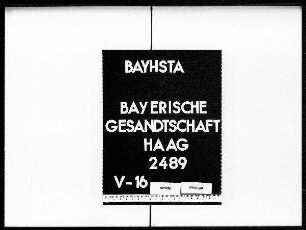 BAYHSTA
BAYERISCHE
GESANDTSCHAFT
HAAG
2489
V-16